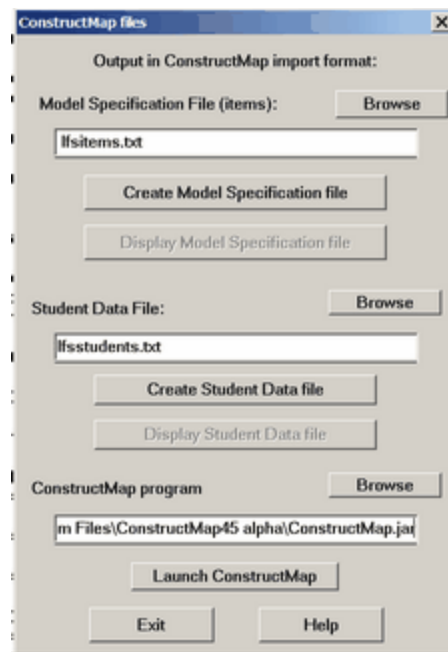 ConstructMap files
Output in ConstructMap import format:
Model Specification File (items):
Browse
lfsitems.txt
Create Model Specification file
Display Model Specification file
Browse
Student Data File:
lfsstudents.txt
Create Student Data file
Display Student Data file
ConstructMap program
Browse
m Files\ConstructMap45 alpha\ConstructMap.jar
Launch ConstructMap
Exit
Help